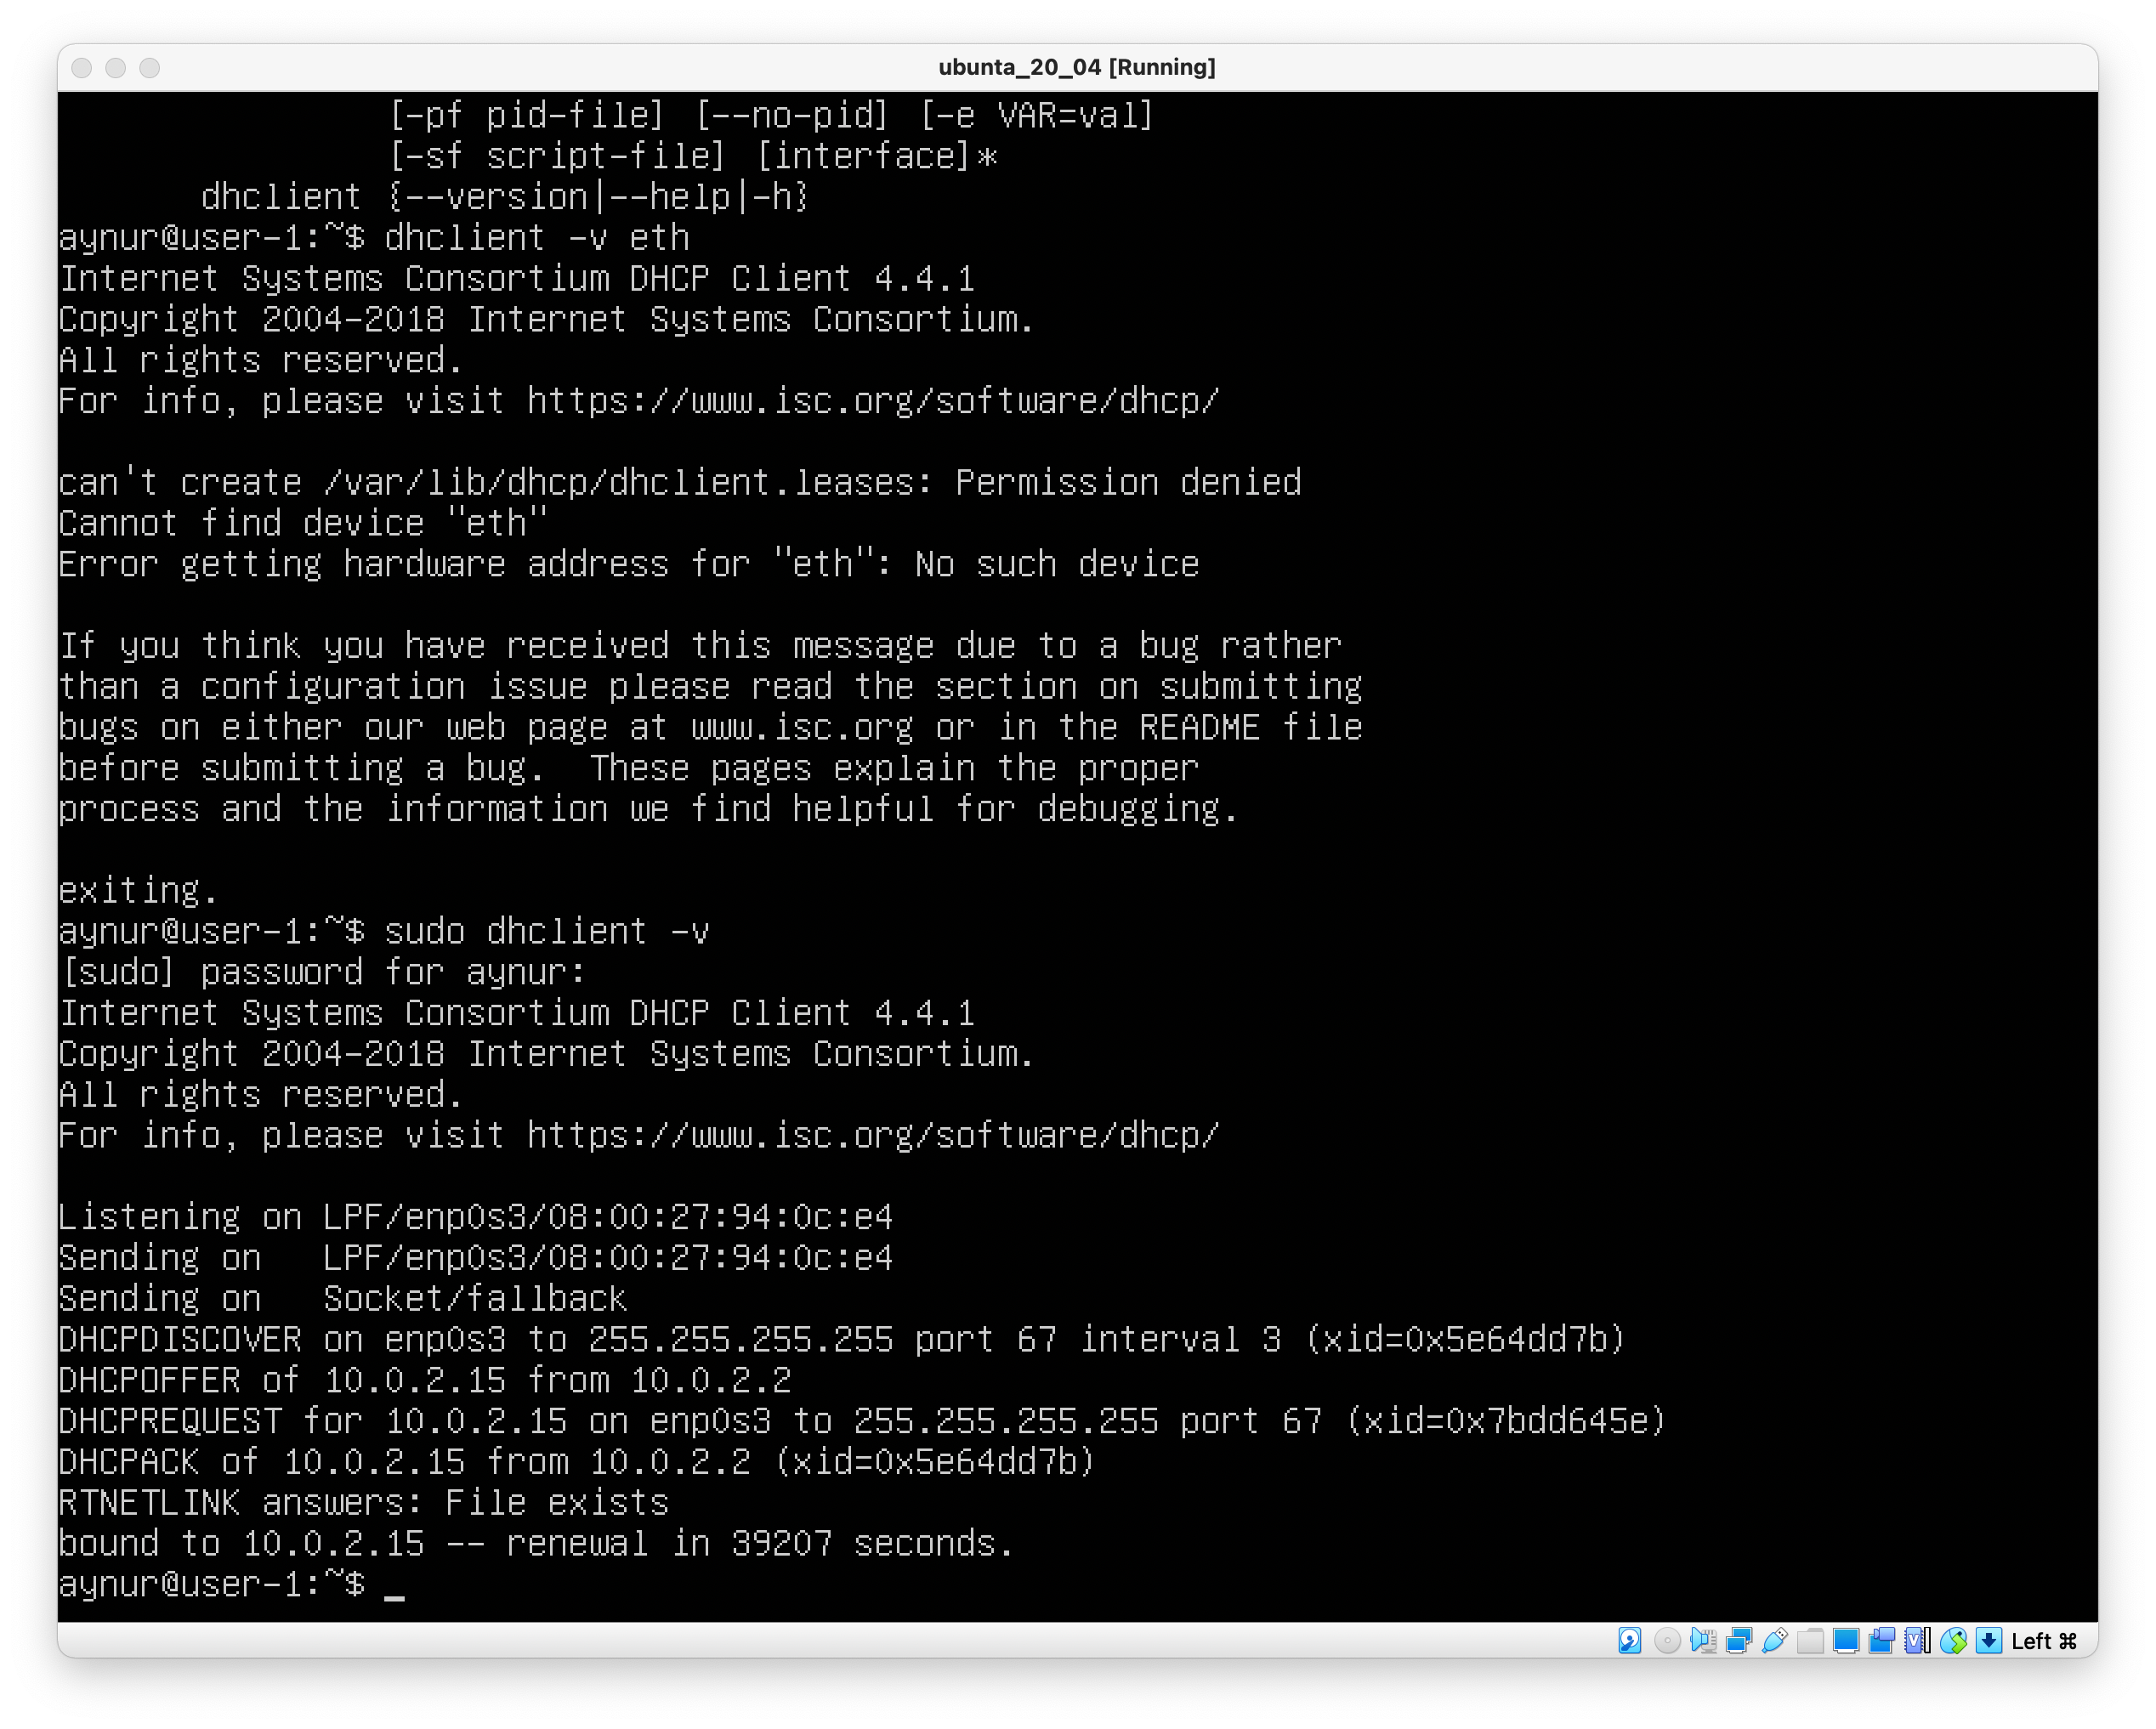 ubunta_20_04 [Running]
[-pf pid-file] [--no-pid] [-e VAR=val]
[-sf script-file] [interface]*
dhclient {--version|--help|-h}
aynur@user-1:~$ dhclient -v eth
Internet Systems Consortium DHCP Client 4.4.1
Copyright 2004-2018 Internet Systems Consortium.
All rights reserved.
For info, please visit https://www.isc.org/software/dhcp/
can't create /var/lib/dhcp/dhclient.leases: Permission denied
Cannot find device "eth"
Error getting hardware address for "eth": No such device
If you think you have received this message due to a bug rather
than a configuration issue please read the section on submitting
bugs on either our web page at www.isc.org or in the README file
before submitting a bug.  These pages explain the proper
process and the information we find helpful for debugging.
exiting.
aynur@user-1:~$ sudo dhclient -v
[sudo] password for aynur:
Internet Systems Consortium DHCP Client 4.4.1
Copyright 2004-2018 Internet Systems Consortium.
All rights reserved.
For info, please visit https://www.isc.org/software/dhcp/
Listening on LPF/enp0s3/08:00:27:94:0c:e4
Sending on   LPF/enp0s3/08:00:27:94:0c:e4
Sending on   Socket/fallback
DHCPDISCOVER on enp0s3 to 255.255.255.255 port 67 interval 3 (xid=0x5e64dd7b)
DHCPOFFER of 10.0.2.15 from 10.0.2.2
DHCPREQUEST for 10.0.2.15 on enp0s3 to 255.255.255.255 port 67 (xid=0x7bdd645e)
DHCPACK of 10.0.2.15 from 10.0.2.2 (xid=0x5e64dd7b)
RTNETLINK answers: File exists
bound to 10.0.2.15 -- renewal in 39207 seconds.
aynur@user-1:~$ _
Left ⌘